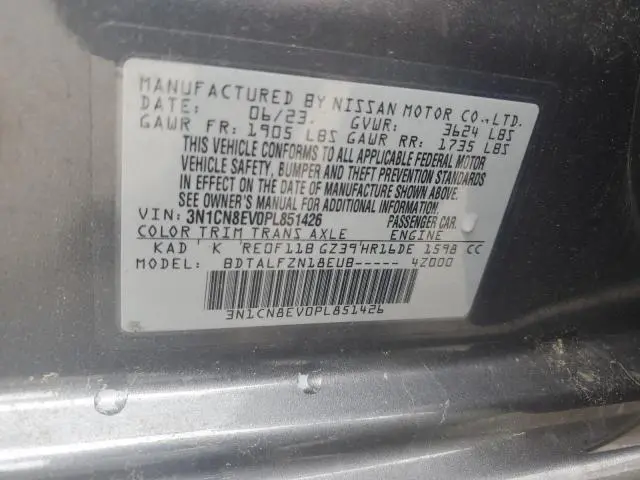 MANUFACTURED BY NISSAN MOTOR CO.,LTD.
DATE: 06/23 GVWR: 3624 LBS
GAWR FR: 1905 LBS GAWR RR: 1735 LBS
THIS VEHICLE CONFORMS TO ALL APPLICABLE FEDERAL MOTOR
VEHICLE SAFETY, BUMPER AND THEFT PREVENTION STANDARDS
IN EFFECT ON THE DATE OF MANUFACTURE SHOWN ABOVE.
SEE OWNER'S MANUAL FOR ADDITIONAL INFORMATION.
VIN: 3N1CN8EV0PL851426 PASSENGER CAR
COLOR TRIM TRANS AXLE ENGINE
KAD ' K 'RE0F11B GZ39'HR16DE 1598 CC
MODEL: BDTALFZN18EUB------ 4Z000
3N1CN8EV0PL851426